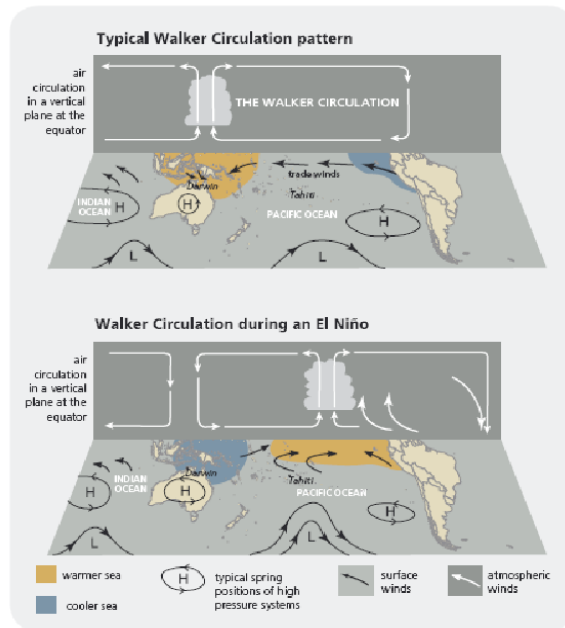 Typical Walker Circulation pattern
air
circulation
in a vertical
plane at the
equator
THE WALKER CIRCULATION
trade winds
Darwin
Tahiti
INDIAN
OCEAN
H
H
PACIFIC OCEAN
H
L
L
Walker Circulation during an El Niño
air
circulation
in a vertical
plane at the
equator
Darwin
INDIAN
OCEAN
Tahiti
H
H
PACIFIC OCEAN
H
L
L
warmer sea
cooler sea
H
typical spring
positions of high
pressure systems
surface
winds
atmospheric
winds